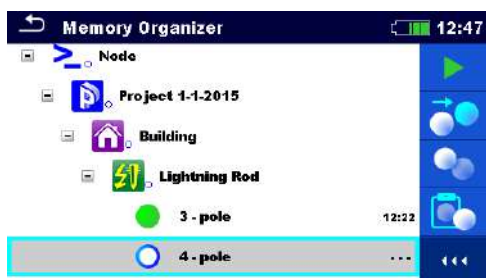 Memory Organizer 12:47
Node
Project 1-1-2015
Building
Lightning Rod
3 - pole 12:22
4 - pole ...